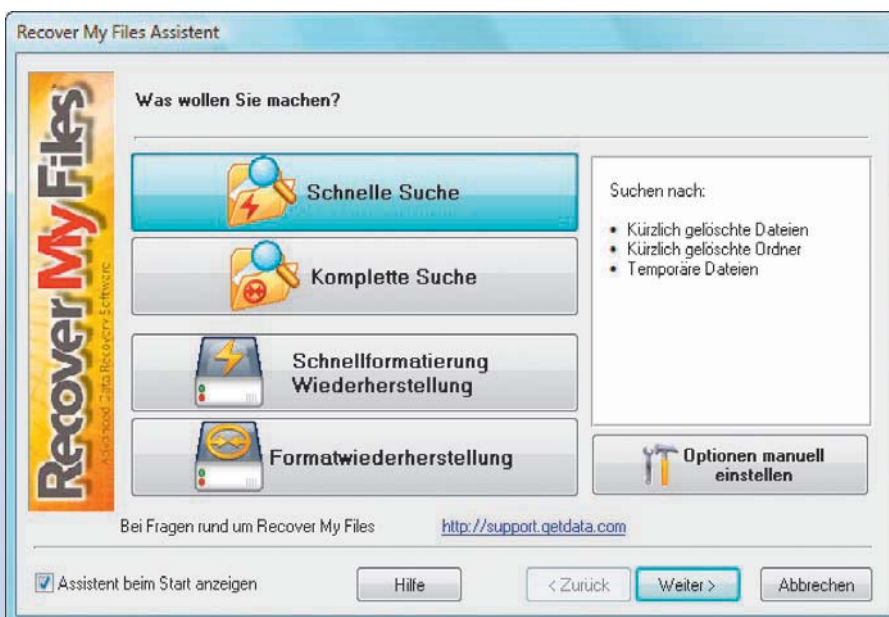 Recover My Files Assistent
Recover My Files
Advanced Data Recovery Software
Was wollen Sie machen?
Schnelle Suche
Komplette Suche
Schnellformatierung
Wiederherstellung
Formatwiederherstellung
Suchen nach:
• Kürzlich gelöschte Dateien
• Kürzlich gelöschte Ordner
• Temporäre Dateien
Optionen manuell
einstellen
Bei Fragen rund um Recover My Files http://support.getdata.com
Assistent beim Start anzeigen
Hilfe
< Zurück
Weiter >
Abbrechen